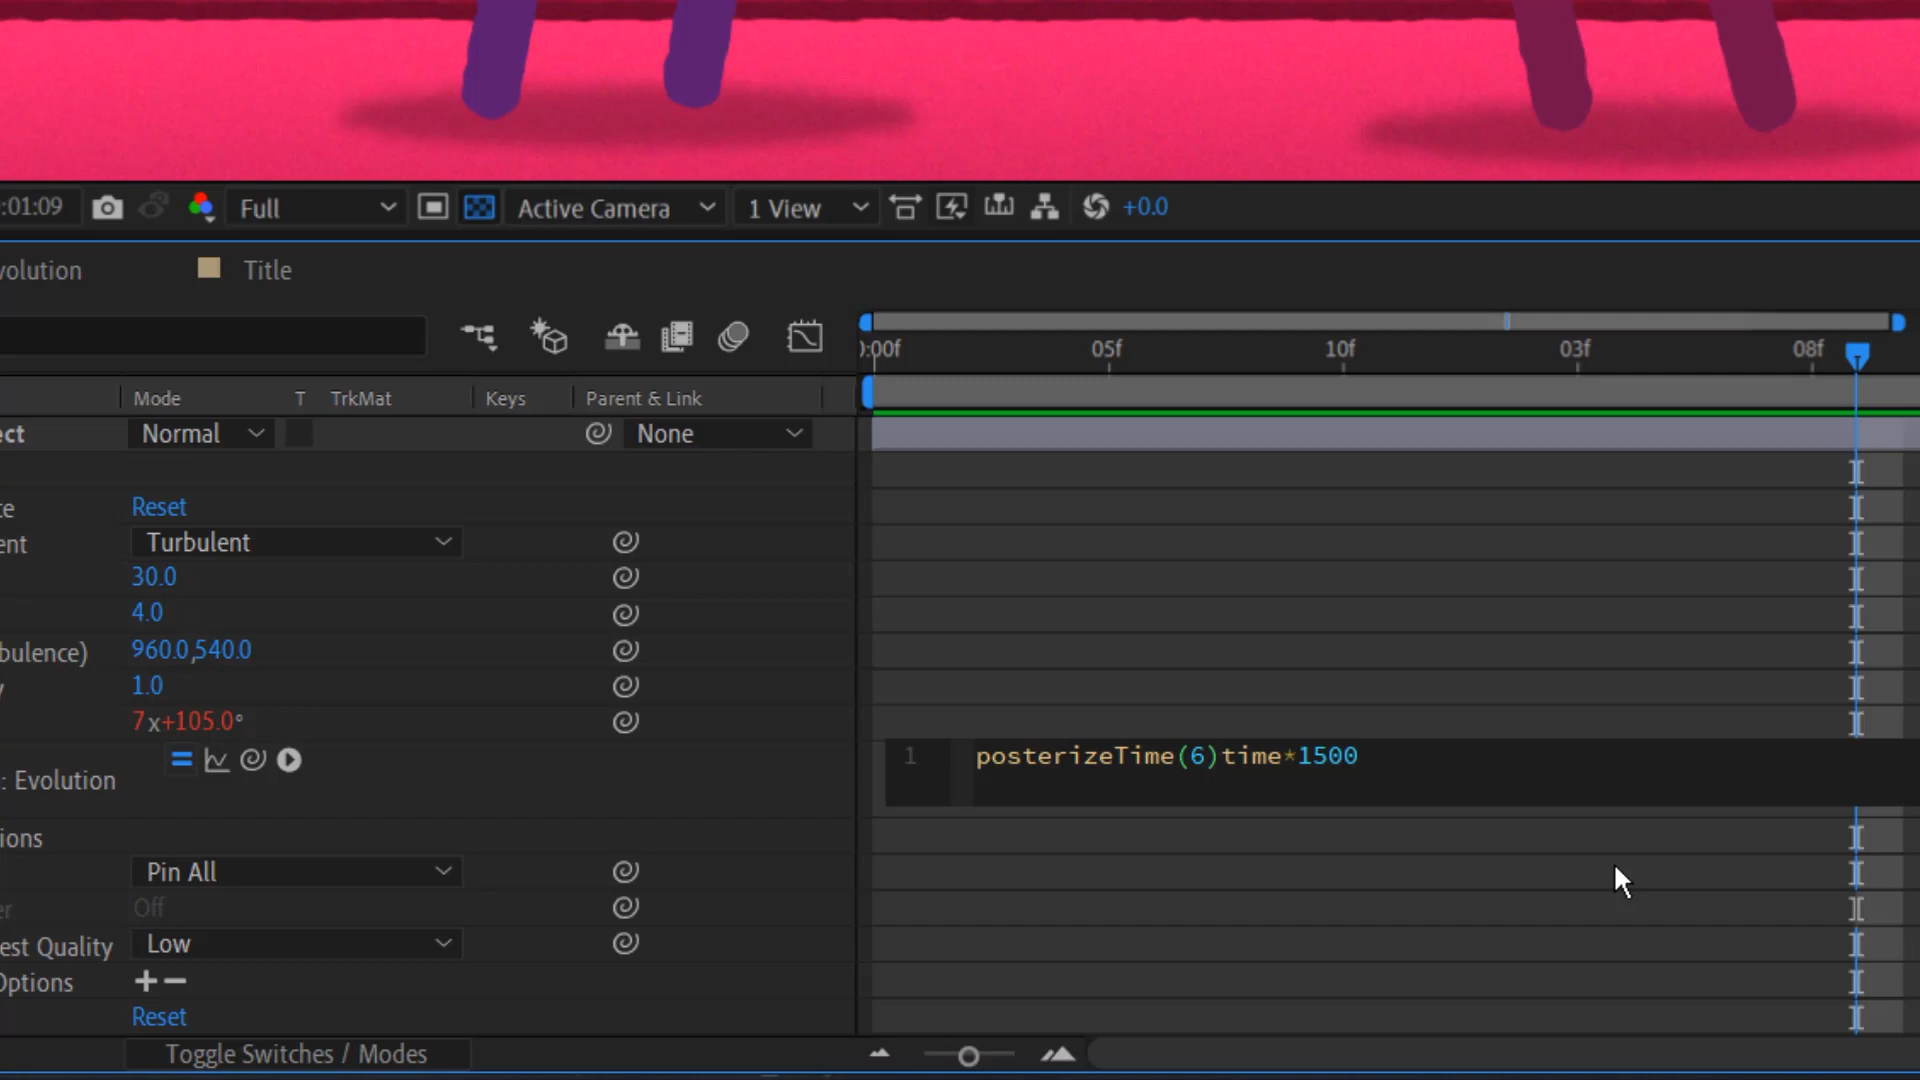 :01:09 Full Active Camera 1 View +0.0
volution Title
0:00f 05f 10f 03f 08f
Mode T TrkMat Keys Parent & Link
ect Normal None
te Reset
ent Turbulent
30.0
4.0
bulence) 960.0,540.0
y 1.0
7x+105.0°
1 posterizeTime(6)time*1500
: Evolution
ions
Pin All
er Off
est Quality Low
Options
Reset
Toggle Switches / Modes